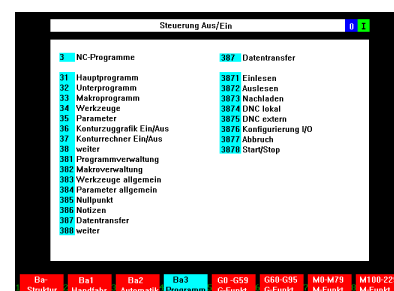 Steuerung Aus/Ein
0 I
3 NC-Programme
31 Hauptprogramm
32 Unterprogramm
33 Makroprogramm
34 Werkzeuge
35 Parameter
36 Konturzuggrafik Ein/Aus
37 Konturrechner Ein/Aus
38 weiter
381 Programmverwaltung
382 Makroverwaltung
383 Werkzeuge allgemein
384 Parameter allgemein
385 Nullpunkt
386 Notizen
387 Datentransfer
388 weiter
387 Datentransfer
3871 Einlesen
3872 Auslesen
3873 Nachladen
3874 DNC lokal
3875 DNC extern
3876 Konfigurierung I/O
3877 Abbruch
3878 Start/Stop
Ba- Ba1 Ba2 Ba3 G0 -G59 G60-G95 M0-M79 M100-22
Struktur Handfahr Automatik Programm G-Funkt M-Funkt M-Funkt